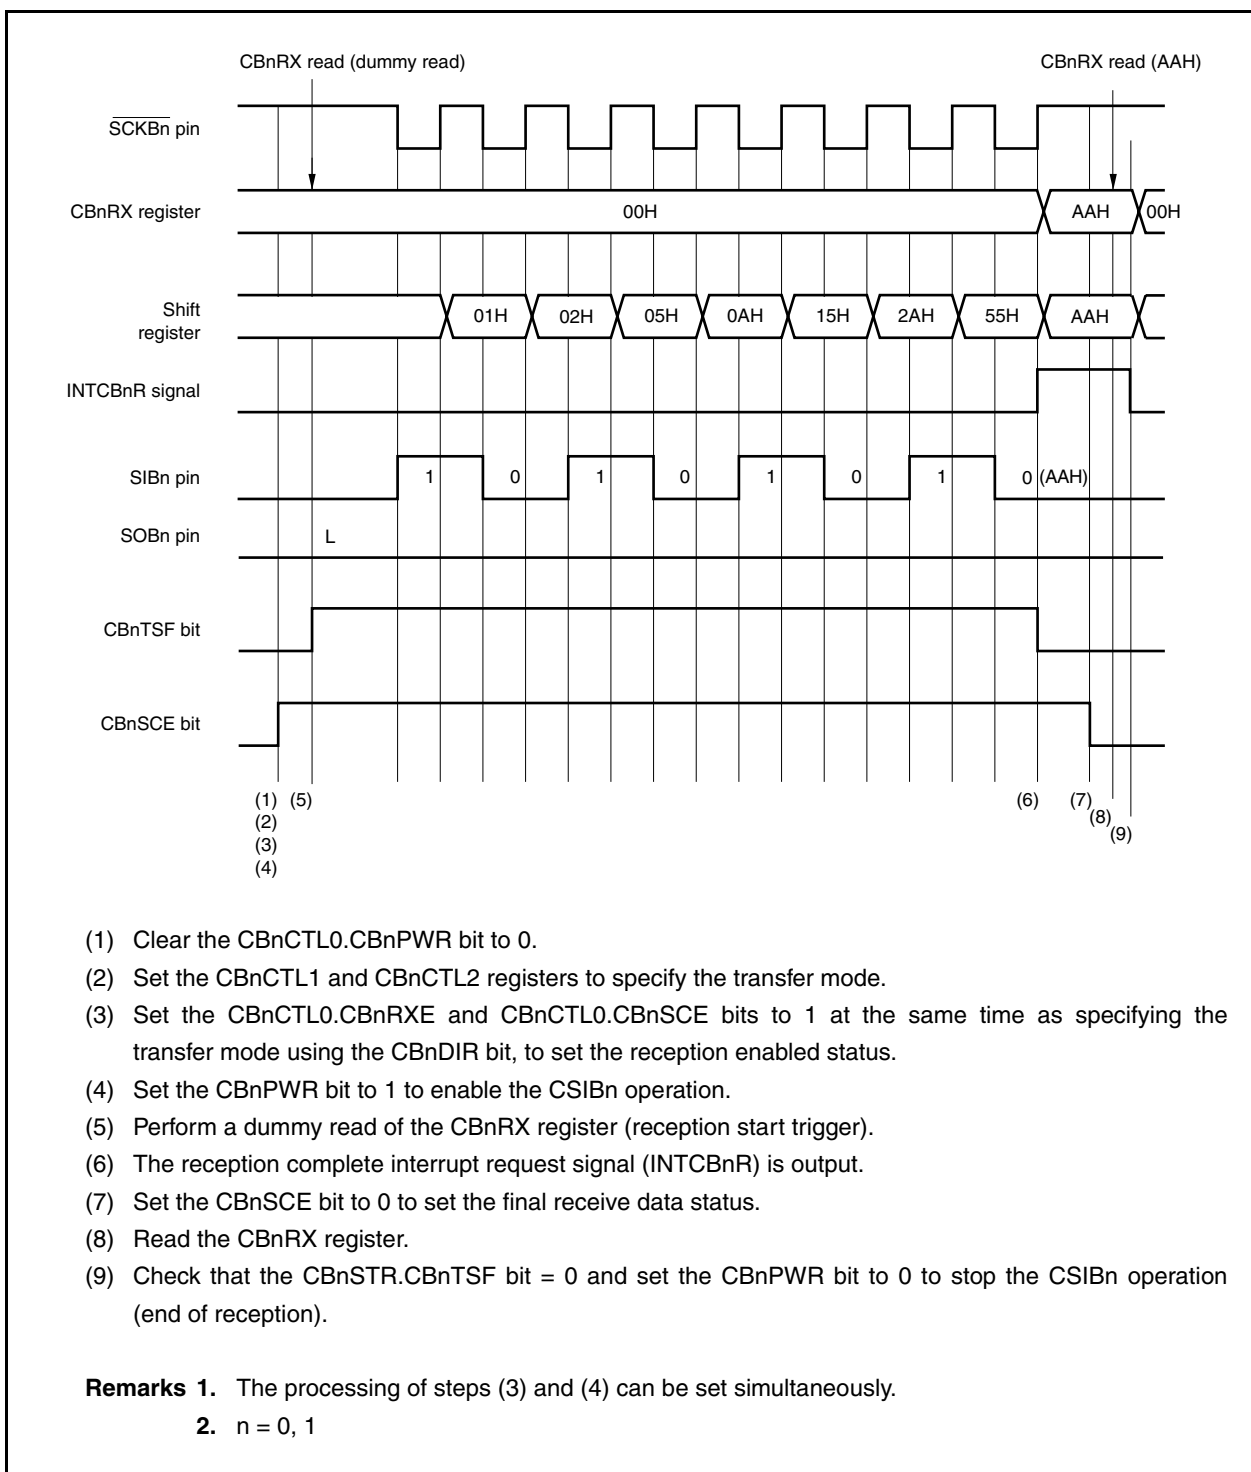 CBnRX read (dummy read)
CBnRX read (AAH)
SCKBn pin
CBnRX register
00H
AAH
00H
Shift
register
01H
02H
05H
0AH
15H
2AH
55H
AAH
INTCBnR signal
SIBn pin
1
0
1
0
1
0
1
0 (AAH)
SOBn pin
L
CBnTSF bit
CBnSCE bit
(1)
(2)
(3)
(4)
(5)
(6)
(7)
(8)
(9)
(1) Clear the CBnCTL0.CBnPWR bit to 0.
(2) Set the CBnCTL1 and CBnCTL2 registers to specify the transfer mode.
(3) Set the CBnCTL0.CBnRXE and CBnCTL0.CBnSCE bits to 1 at the same time as specifying the
transfer mode using the CBnDIR bit, to set the reception enabled status.
(4) Set the CBnPWR bit to 1 to enable the CSIBn operation.
(5) Perform a dummy read of the CBnRX register (reception start trigger).
(6) The reception complete interrupt request signal (INTCBnR) is output.
(7) Set the CBnSCE bit to 0 to set the final receive data status.
(8) Read the CBnRX register.
(9) Check that the CBnSTR.CBnTSF bit = 0 and set the CBnPWR bit to 0 to stop the CSIBn operation
(end of reception).
Remarks 1. The processing of steps (3) and (4) can be set simultaneously.
2. n = 0, 1